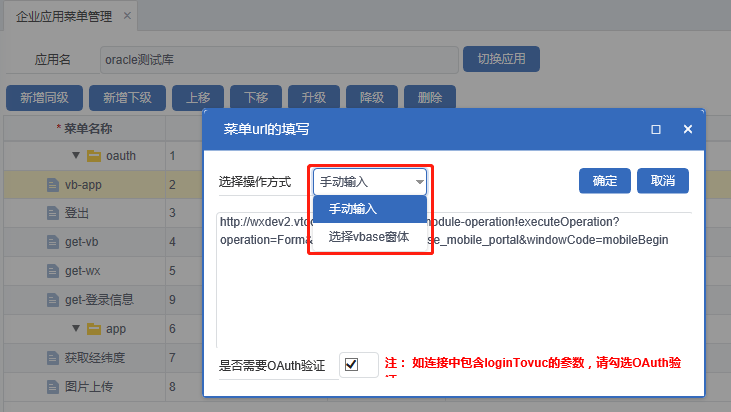 企业应用菜单管理 ×
应用名 oracle测试库 切换应用
新增同级 新增下级 上移 下移 升级 降级 删除
* 菜单名称
oauth 1
vb-app 2
登出 3
get-vb 4
get-wx 5
get-登录信息 9
app 6
获取经纬度 7
图片上传 8
菜单url的填写
选择操作方式 手动输入 确定 取消
手动输入
选择vbase窗体
http://wxdev2.vto module-operation!executeOperation?
operation=Form& se_mobile_portal&windowCode=mobileBegin
是否需要OAuth验证 注：如连接中包含loginTovuc的参数，请勾选OAuth验